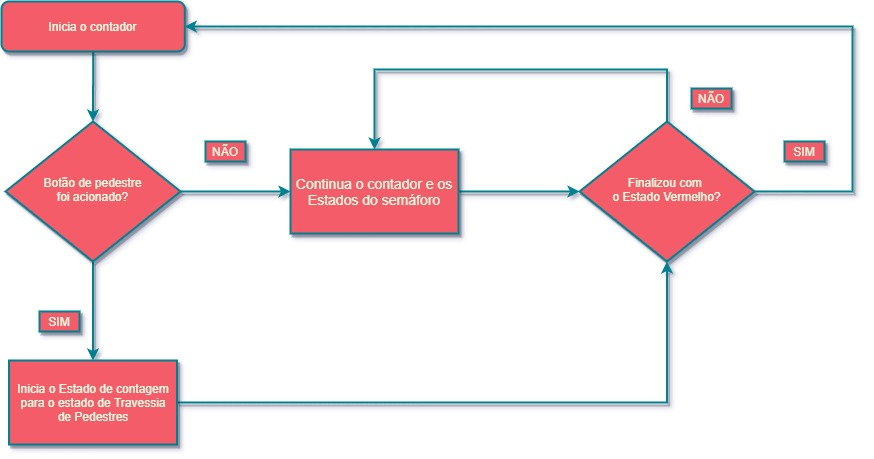 Inicia o contador
NÃO
SIM
Botão de pedestre
foi acionado?
NÃO
Continua o contador e os
Estados do semáforo
Finalizou com
o Estado Vermelho?
SIM
Inicia o Estado de contagem
para o estado de Travessia
de Pedestres